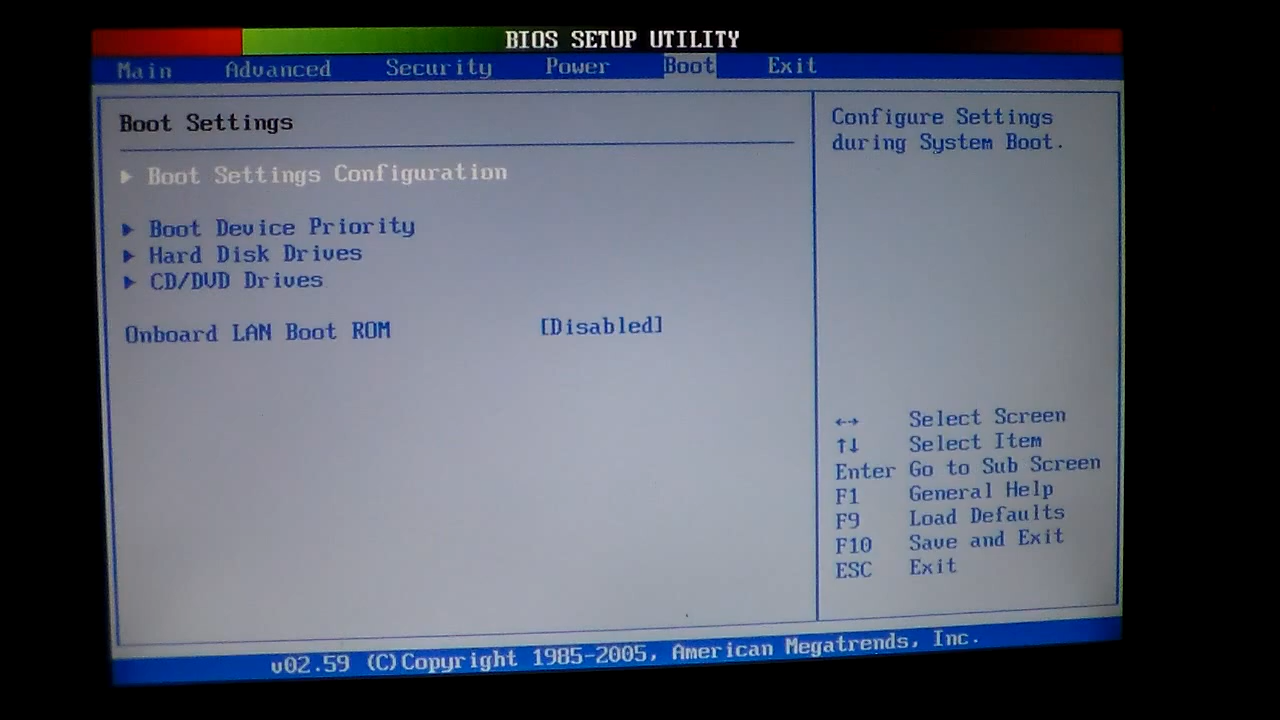 BIOS SETUP UTILITY
Main Advanced Security Power Boot Exit
Boot Settings
Boot Settings Configuration
Boot Device Priority
Hard Disk Drives
CD/DVD Drives
Onboard LAN Boot ROM [Disabled]
Configure Settings
during System Boot.
←→ Select Screen
↑↓ Select Item
Enter Go to Sub Screen
F1 General Help
F9 Load Defaults
F10 Save and Exit
ESC Exit
v02.59 (C)Copyright 1985-2005, American Megatrends, Inc.